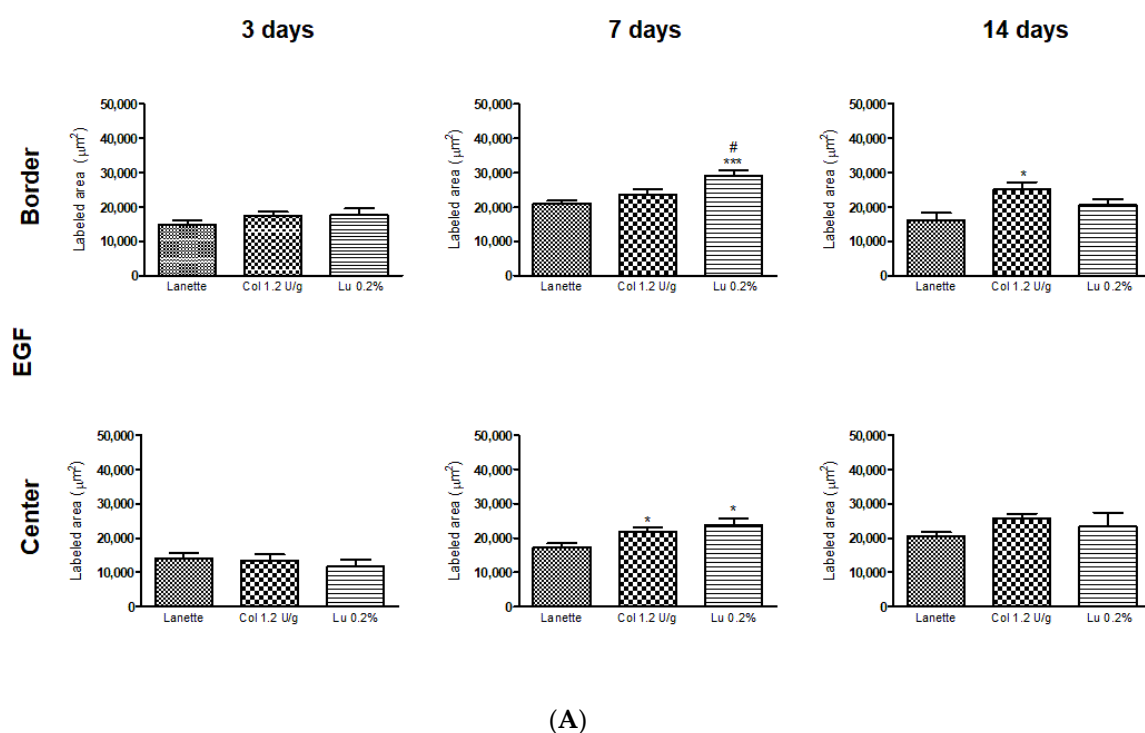 3 days
7 days
14 days
EGF
Border
Labeled area (μm²)
50,000
40,000
30,000
20,000
10,000
0
Lanette
Col 1.2 U/g
Lu 0.2%
Labeled area (μm²)
50,000
40,000
30,000
20,000
10,000
0
#
***
Lanette
Col 1.2 U/g
Lu 0.2%
Labeled area (μm²)
50,000
40,000
30,000
20,000
10,000
0
*
Lanette
Col 1.2 U/g
Lu 0.2%
Center
Labeled area (μm²)
50,000
40,000
30,000
20,000
10,000
0
Lanette
Col 1.2 U/g
Lu 0.2%
Labeled area (μm²)
50,000
40,000
30,000
20,000
10,000
0
*
*
Lanette
Col 1.2 U/g
Lu 0.2%
Labeled area (μm²)
50,000
40,000
30,000
20,000
10,000
0
Lanette
Col 1.2 U/g
Lu 0.2%
(A)